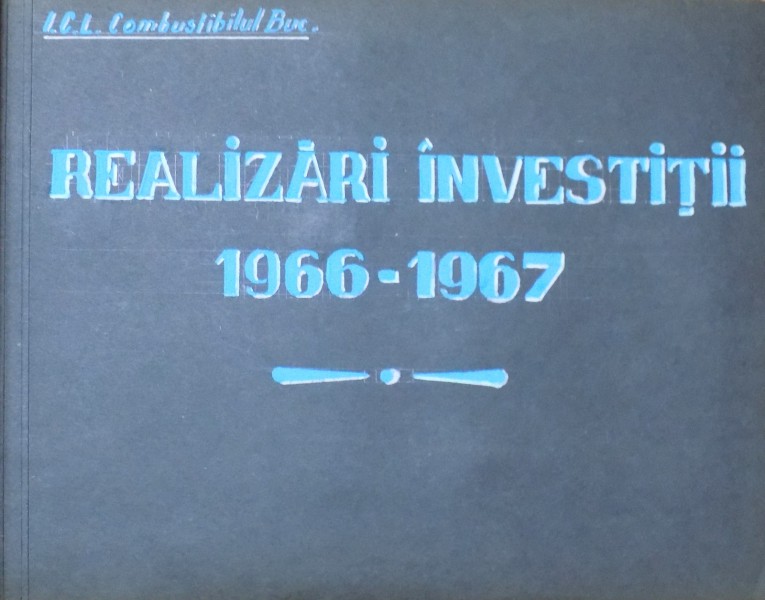 I.C.L. Combustibilul Buc.
REALIZĂRI ÎNVESTIȚII
1966-1967